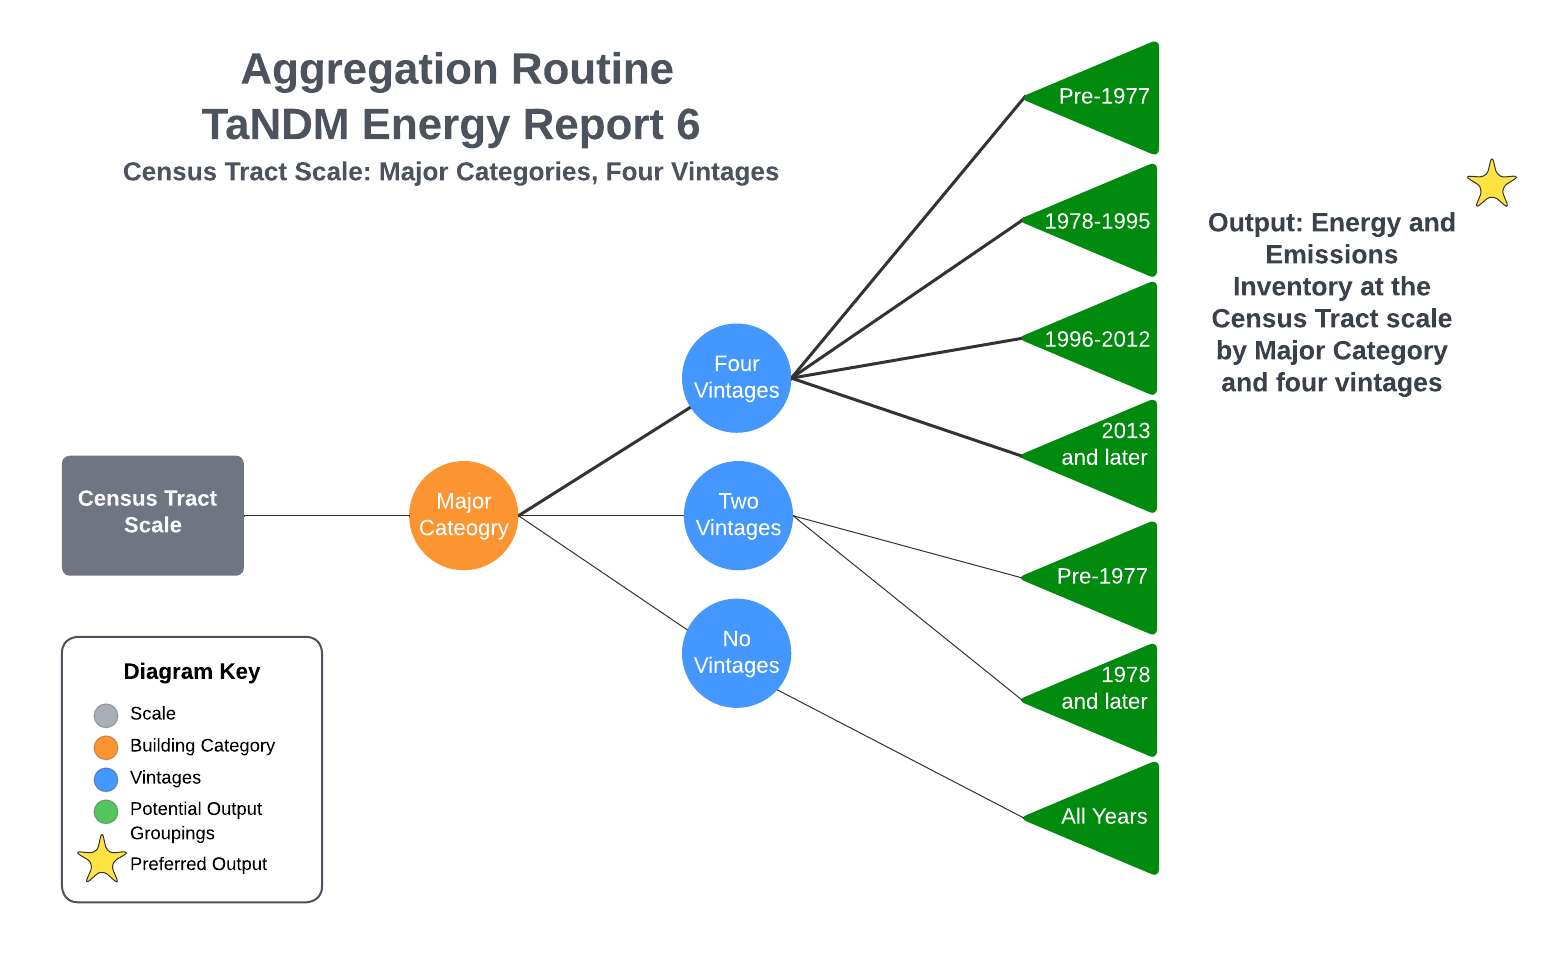 Aggregation Routine
TaNDM Energy Report 6
Census Tract Scale: Major Categories, Four Vintages
Pre-1977
1978-1995
1996-2012
2013
and later
Pre-1977
1978
and later
All Years
Output: Energy and
Emissions
Inventory at the
Census Tract scale
by Major Category
and four vintages
Four
Vintages
Two
Vintages
No
Vintages
Major
Cateogry
Census Tract
Scale
Diagram Key
Scale
Building Category
Vintages
Potential Output
Groupings
Preferred Output